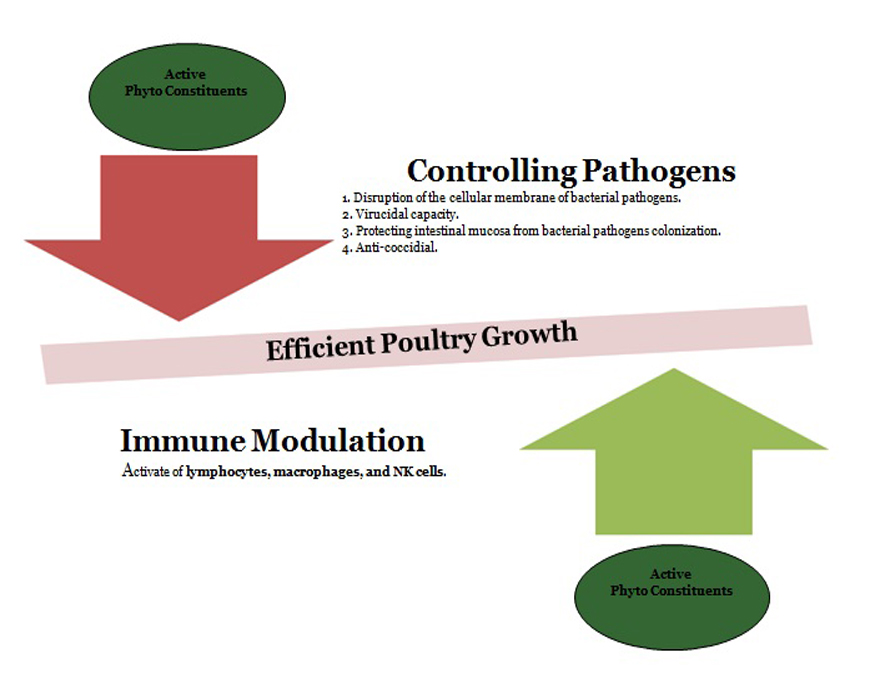 Active
Phyto Constituents
Controlling Pathogens
1. Disruption of the cellular membrane of bacterial pathogens.
2. Virucidal capacity.
3. Protecting intestinal mucosa from bacterial pathogens colonization.
4. Anti-coccidial.
Efficient Poultry Growth
Immune Modulation
Activate of lymphocytes, macrophages, and NK cells.
Active
Phyto Constituents